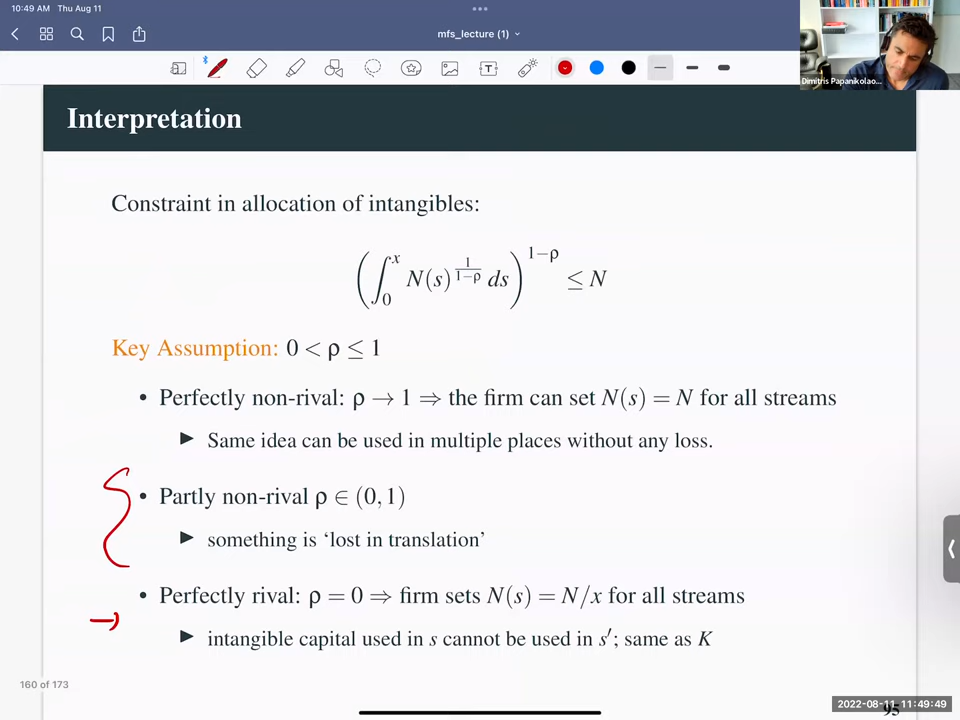 10:49 AM Thu Aug 11
mfs_lecture (1)
Dimitris Papanikolao...
Interpretation
Constraint in allocation of intangibles:
(∫₀ˣ N(s)^{1/(1−ρ)} ds)^{1−ρ} ≤ N
Key Assumption: 0 < ρ ≤ 1
• Perfectly non-rival: ρ → 1 ⇒ the firm can set N(s) = N for all streams
▶ Same idea can be used in multiple places without any loss.
• Partly non-rival ρ ∈ (0, 1)
▶ something is ‘lost in translation’
• Perfectly rival: ρ = 0 ⇒ firm sets N(s) = N/x for all streams
▶ intangible capital used in s cannot be used in s′; same as K
160 of 173
2022-08-11 11:49:49
95